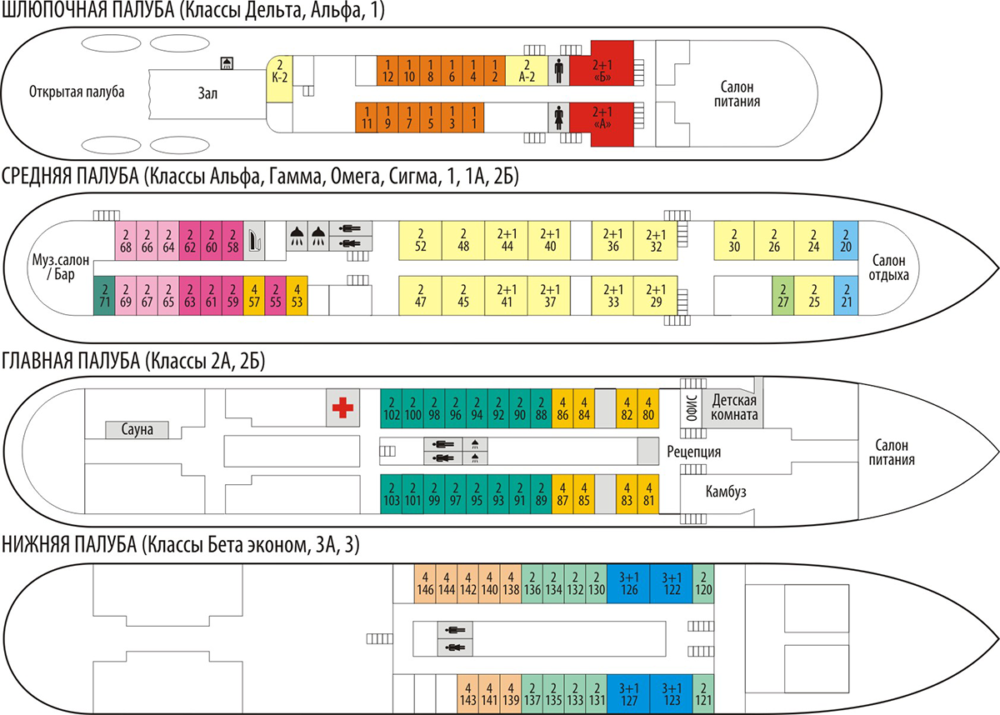 ШЛЮПОЧНАЯ ПАЛУБА (Классы Дельта, Альфа, 1)
2 1 1 1 1 1 1 2 2+1
К-2 12 10 8 6 4 2 А-2 «Б»
Открытая палуба
Зал
Салон
питания
1 1 1 1 1 1 2+1
11 9 7 5 3 1 «А»
СРЕДНЯЯ ПАЛУБА (Классы Альфа, Гамма, Омега, Сигма, 1, 1А, 2Б)
2 2 2 2 2 2 2 2 2+1 2+1 2+1 2+1 2 2 2 2
68 66 64 62 60 58 52 48 44 40 36 32 30 26 24 20
Муз.салон
/ Бар
Салон
отдыха
2 2 2 2 2 2 2 4 2 4 2 2 2+1 2+1 2+1 2+1 2 2 2
71 69 67 65 63 61 59 57 55 53 47 45 41 37 33 29 27 25 21
ГЛАВНАЯ ПАЛУБА (Классы 2А, 2Б)
2 2 2 2 2 2 2 2 4 4 4 4
102 100 98 96 94 92 90 88 86 84 82 80
ОФИС
Детская
комната
Сауна
Рецепция
Салон
питания
2 2 2 2 2 2 2 2 4 4 4 4
103 101 99 97 95 93 91 89 87 85 83 81
Камбуз
НИЖНЯЯ ПАЛУБА (Классы Бета эконом, 3А, 3)
4 4 4 4 4 2 2 2 2 3+1 3+1 2
146 144 142 140 138 136 134 132 130 126 122 120
4 4 4 2 2 2 2 3+1 3+1 2
143 141 139 137 135 133 131 127 123 121